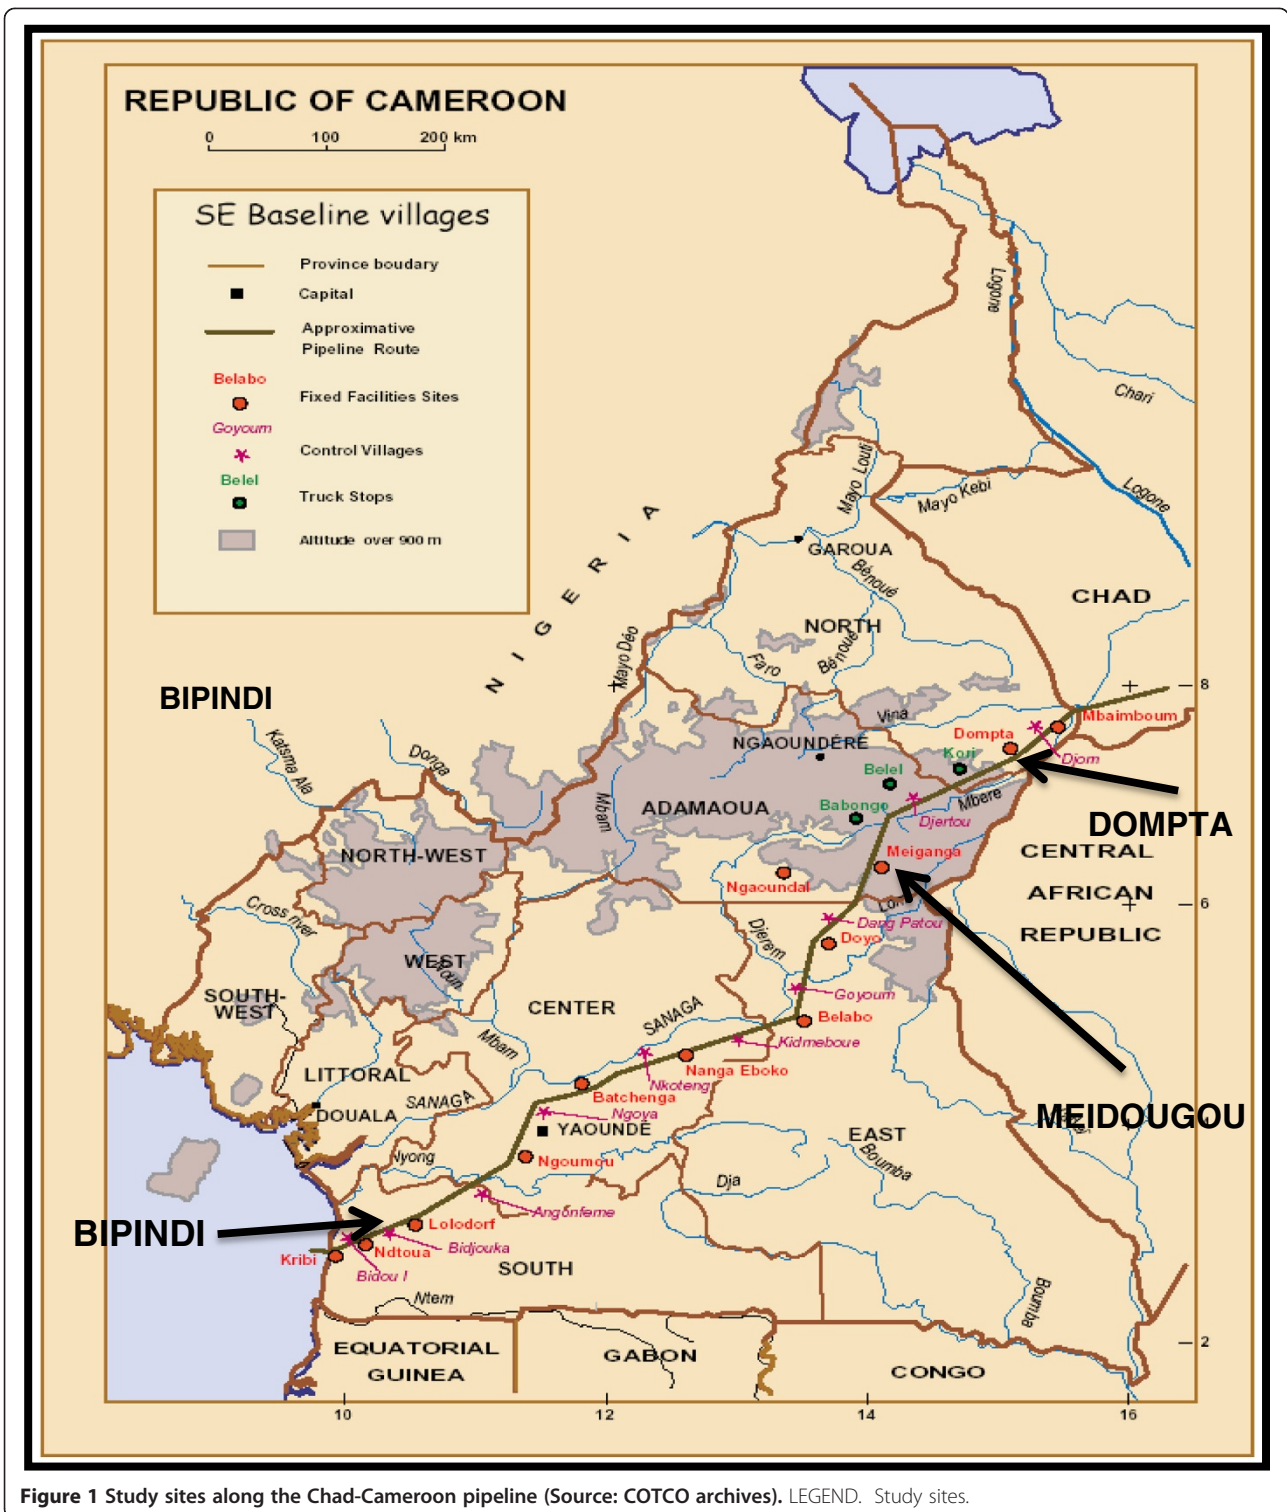 REPUBLIC OF CAMEROON
0 100 200 km
SE Baseline villages
Province boudary
Capital
Approximative
Pipeline Route
Belabo
Fixed Facilities Sites
Goyoum
Control Villages
Belel
Truck Stops
Altitude over 900 m
Logone
Chari
Logone
Mayo Louti
Mayo Kebi
NIGERIA
GAROUA
Bénoué
CHAD
NORTH
Mayo Déo
Faro
Bénoué
8
BIPINDI
Vina
Mbaimboum
Katsma Ala
Donga
NGAOUNDÉRÉ
Dompta
Kori
Djom
Belel
Mbam
ADAMAOUA
Babongo
Mbere
Djertou
DOMPTA
NORTH-WEST
Meiganga
CENTRAL
Ngaoundal
AFRICAN
6
Cross river
Lom
Dang Patou
REPUBLIC
Djerem
Doyo
WEST
Noun
SOUTH-
WEST
CENTER
Goyoum
SANAGA
Belabo
Mbam
Kidmeboue
LITTORAL
Nkoteng
Nanga Eboko
SANAGA
Batchenga
DOUALA
Ngoya
MEIDOUGOU
YAOUNDÉ
EAST
Nyong
Ngoumou
Boumba
Dja
Angonfeme
BIPINDI
Lolodorf
Kribi
Ndtoua
Bidjouka
Bidou I
SOUTH
Ntem
Boumba
EQUATORIAL
GUINEA
GABON
CONGO
2
10 12 14 16
Figure 1 Study sites along the Chad-Cameroon pipeline (Source: COTCO archives). LEGEND. Study sites.